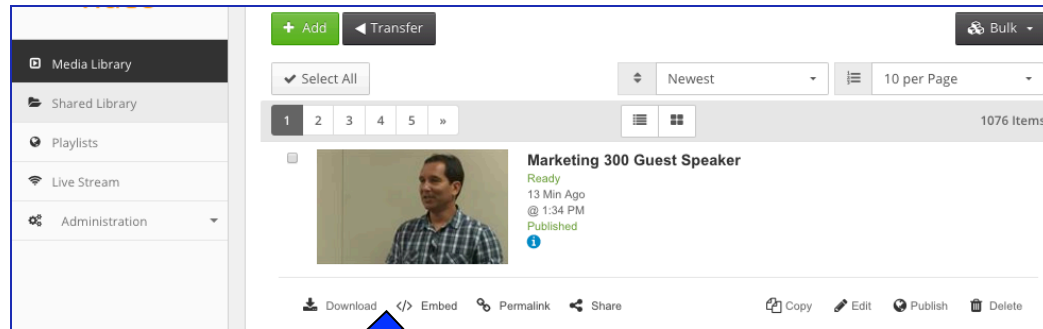 Add Transfer Bulk
Media Library
Select All Newest 10 per Page
Shared Library
1 2 3 4 5 » 1076 Items
Playlists
Marketing 300 Guest Speaker
Ready
Live Stream
13 Min Ago
@ 1:34 PM
Administration
Published
Download </> Embed Permalink Share Copy Edit Publish Delete